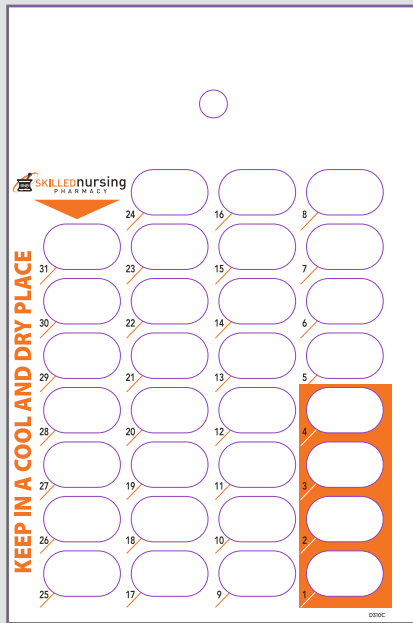 SKILLEDnursing
PHARMACY
24 16 8
31 23 15 7
30 22 14 6
29 21 13 5
28 20 12 4
27 19 11 3
26 18 10 2
25 17 9 1
KEEP IN A COOL AND DRY PLACE
0310C